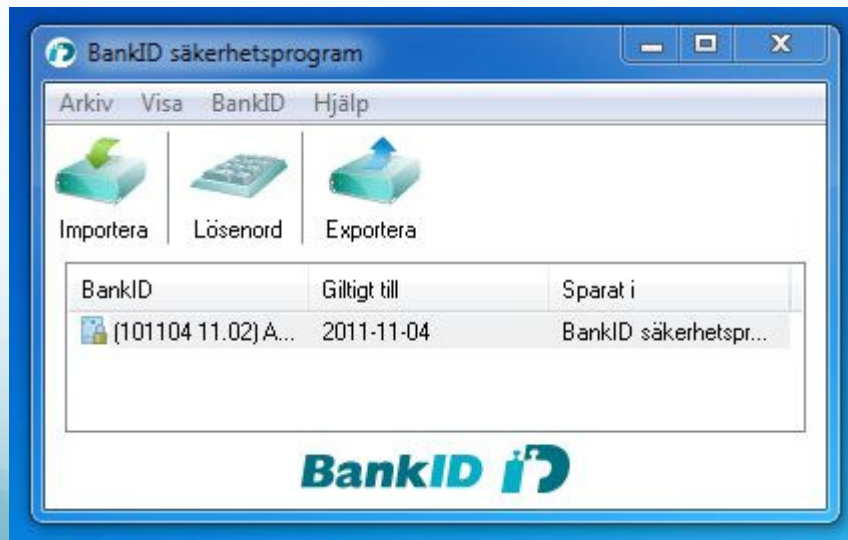 BankID säkerhetsprogram
Arkiv Visa BankID Hjälp
Importera Lösenord Exportera
BankID Giltigt till Sparat i
(101104 11.02) A... 2011-11-04 BankID säkerhetspr...
BankID